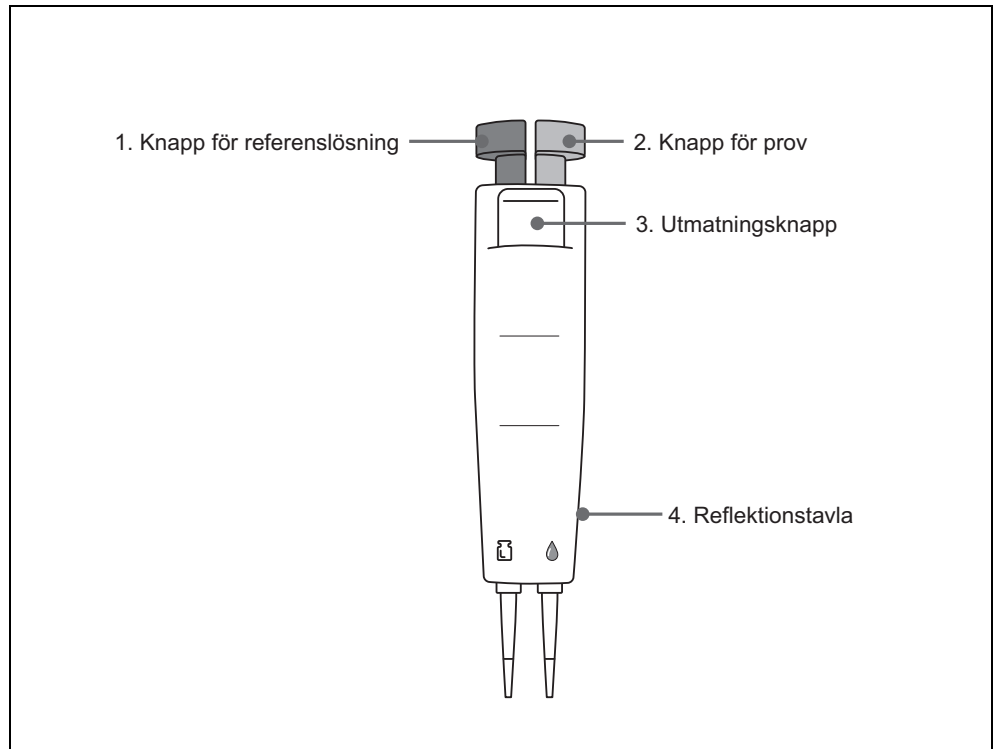 1. Knapp för referenslösning
2. Knapp för prov
3. Utmatningsknapp
4. Reflektionstavla
L